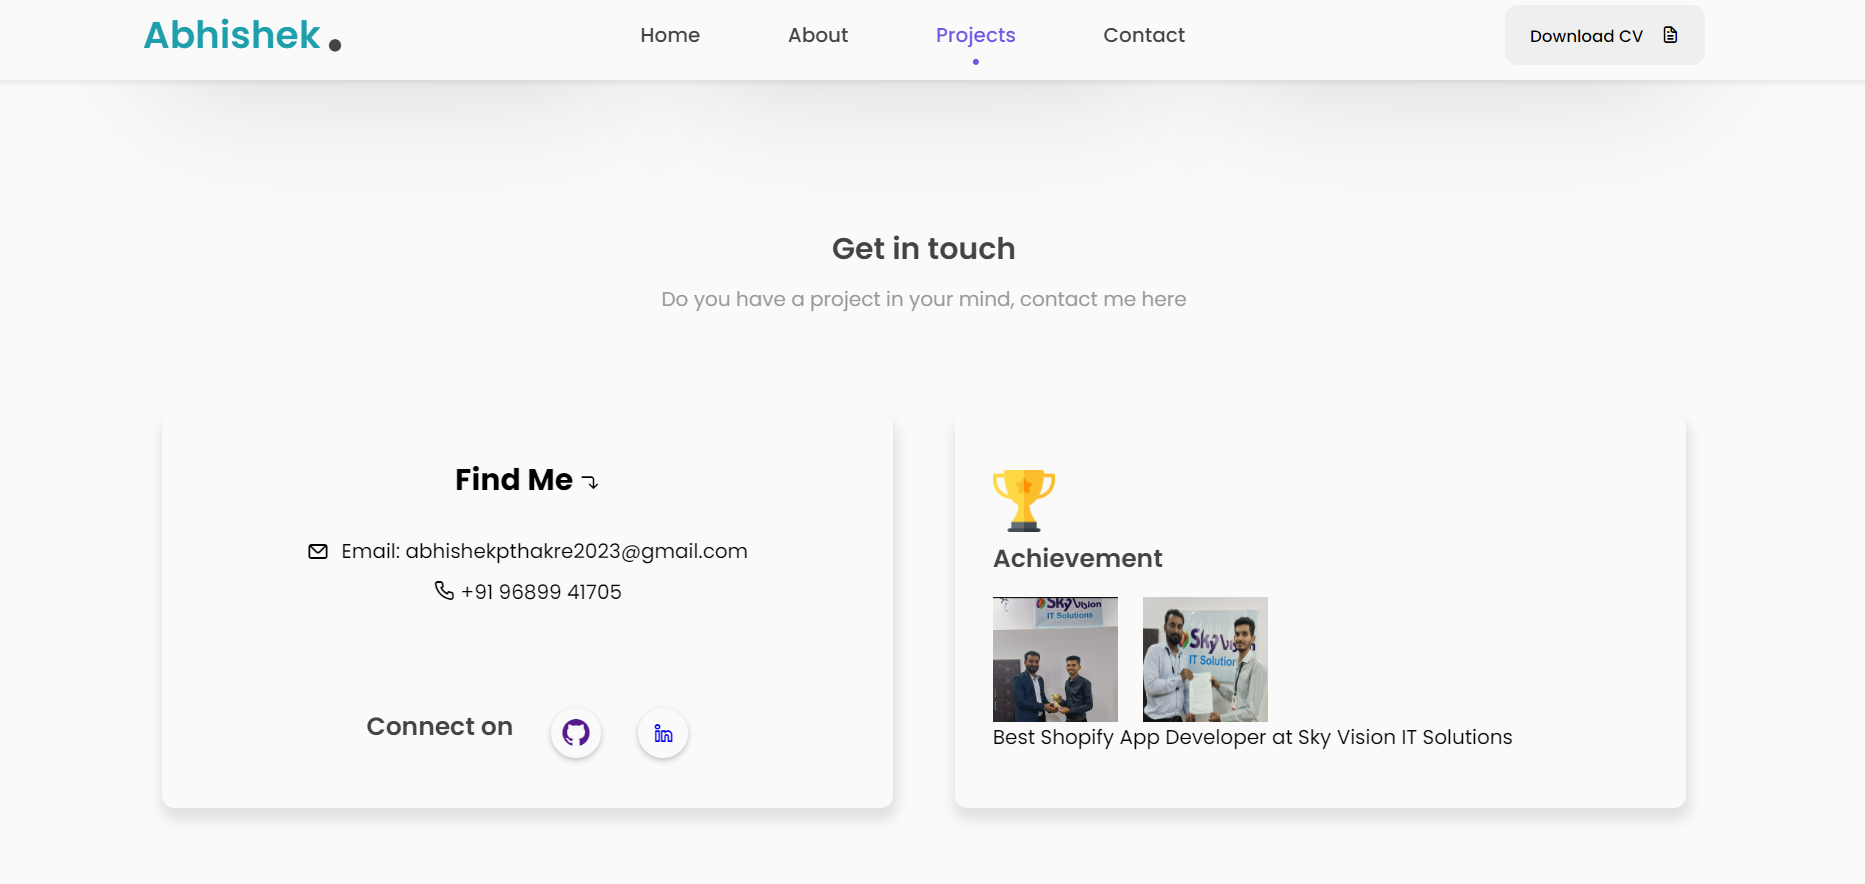 Abhishek.
Home About Projects Contact
Download CV
Get in touch
Do you have a project in your mind, contact me here
Find Me
Email: abhishekpthakre2023@gmail.com
+91 96899 41705
Connect on
in
Achievement
Sky Vision
IT Solutions
Sky Vision
IT Solution
Best Shopify App Developer at Sky Vision IT Solutions